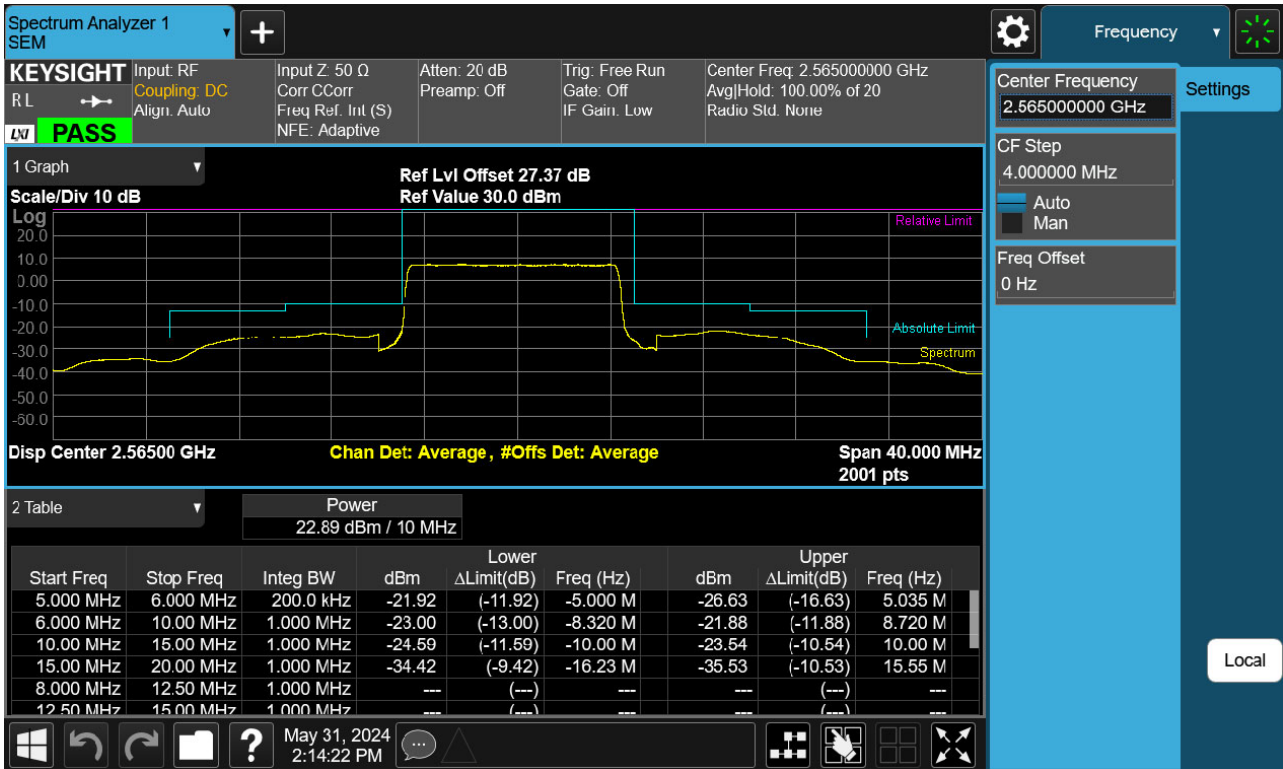 Spectrum Analyzer 1
SEM
+
Frequency
KEYSIGHT
R L
LXI PASS
Input: RF
Coupling: DC
Align: Auto
Input Z: 50 Ω
Corr CCorr
Freq Ref: Int (S)
NFE: Adaptive
Atten: 20 dB
Preamp: Off
Trig: Free Run
Gate: Off
IF Gain: Low
Center Freq: 2.565000000 GHz
Avg|Hold: 100.00% of 20
Radio Std: None
Center Frequency
2.565000000 GHz
Settings
CF Step
4.000000 MHz
Auto
Man
Freq Offset
0 Hz
Local
1 Graph
Scale/Div 10 dB
Ref Lvl Offset 27.37 dB
Ref Value 30.0 dBm
Log
20.0
10.0
0.00
-10.0
-20.0
-30.0
-40.0
-50.0
-60.0
Relative Limit
Absolute Limit
Spectrum
Disp Center 2.56500 GHz
Chan Det: Average , #Offs Det: Average
Span 40.000 MHz
2001 pts
2 Table
Power
22.89 dBm / 10 MHz
Lower Upper
Start Freq Stop Freq Integ BW dBm ΔLimit(dB) Freq (Hz) dBm ΔLimit(dB) Freq (Hz)
5.000 MHz 6.000 MHz 200.0 kHz -21.92 (-11.92) -5.000 M -26.63 (-16.63) 5.035 M
6.000 MHz 10.00 MHz 1.000 MHz -23.00 (-13.00) -8.320 M -21.88 (-11.88) 8.720 M
10.00 MHz 15.00 MHz 1.000 MHz -24.59 (-11.59) -10.00 M -23.54 (-10.54) 10.00 M
15.00 MHz 20.00 MHz 1.000 MHz -34.42 (-9.42) -16.23 M -35.53 (-10.53) 15.55 M
8.000 MHz 12.50 MHz 1.000 MHz --- (---) --- --- (---) ---
12.50 MHz 15.00 MHz 1.000 MHz --- (---) --- --- (---) ---
?
May 31, 2024
2:14:22 PM